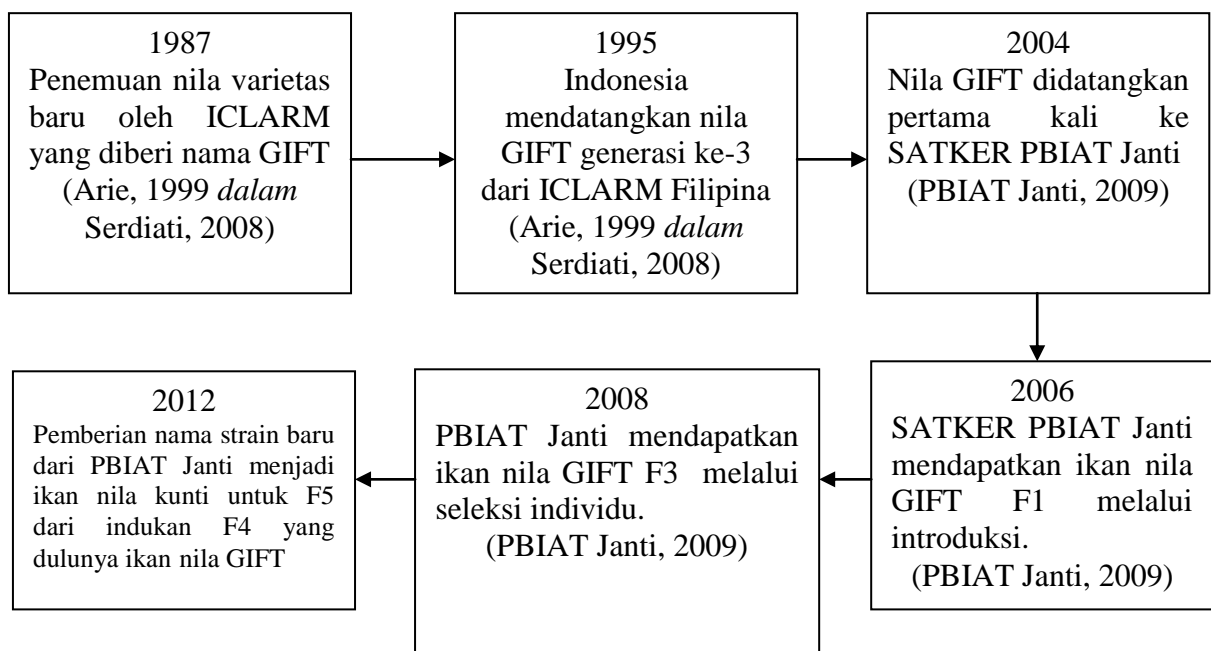 1987
Penemuan nila varietas
baru oleh ICLARM
yang diberi nama GIFT
(Arie, 1999 dalam
Serdiati, 2008)
1995
Indonesia
mendatangkan nila
GIFT generasi ke-3
dari ICLARM Filipina
(Arie, 1999 dalam
Serdiati, 2008)
2004
Nila GIFT didatangkan
pertama kali ke
SATKER PBIAT Janti
(PBIAT Janti, 2009)
2006
SATKER PBIAT Janti
mendapatkan ikan nila
GIFT F1 melalui
introduksi.
(PBIAT Janti, 2009)
2008
PBIAT Janti mendapatkan
ikan nila GIFT F3 melalui
seleksi individu.
(PBIAT Janti, 2009)
2012
Pemberian nama strain baru
dari PBIAT Janti menjadi
ikan nila kunti untuk F5
dari indukan F4 yang
dulunya ikan nila GIFT